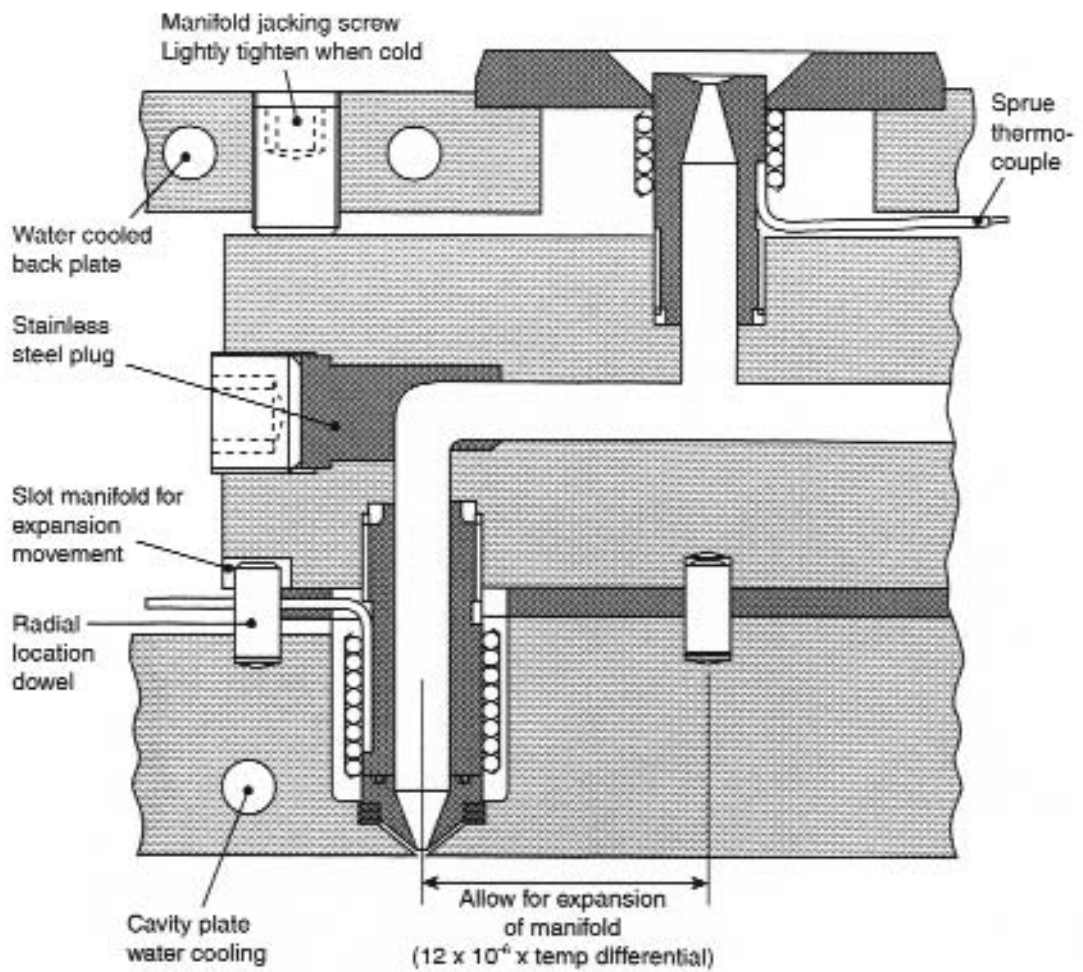 Manifold jacking screw
Lightly tighten when cold
Sprue
thermo-
couple
Water cooled
back plate
Stainless
steel plug
Slot manifold for
expansion
movement
Radial
location
dowel
Cavity plate
water cooling
Allow for expansion
of manifold
(12 x 10⁻⁶ x temp differential)